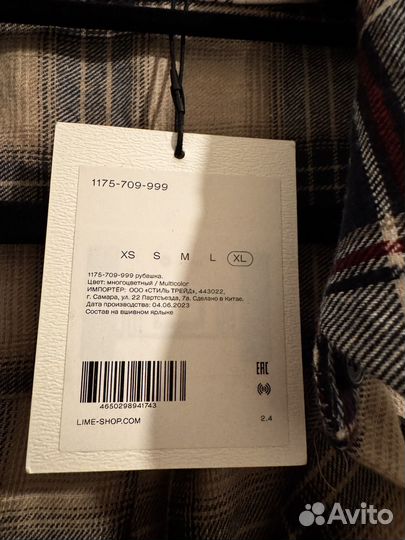 1175-709-999
XS S M L XL
1175-709-999 рубашка.
Цвет: многоцветный / Multicolor
ИМПОРТЁР: ООО «СТИЛЬ ТРЕЙД», 443022,
г. Самара, ул. 22 Партсъезда, 7а. Сделано в Китае.
Дата производства: 04.06.2023
Состав на вшивном ярлыке
EAC
4650298941743
LIME-SHOP.COM
2.4
Avito